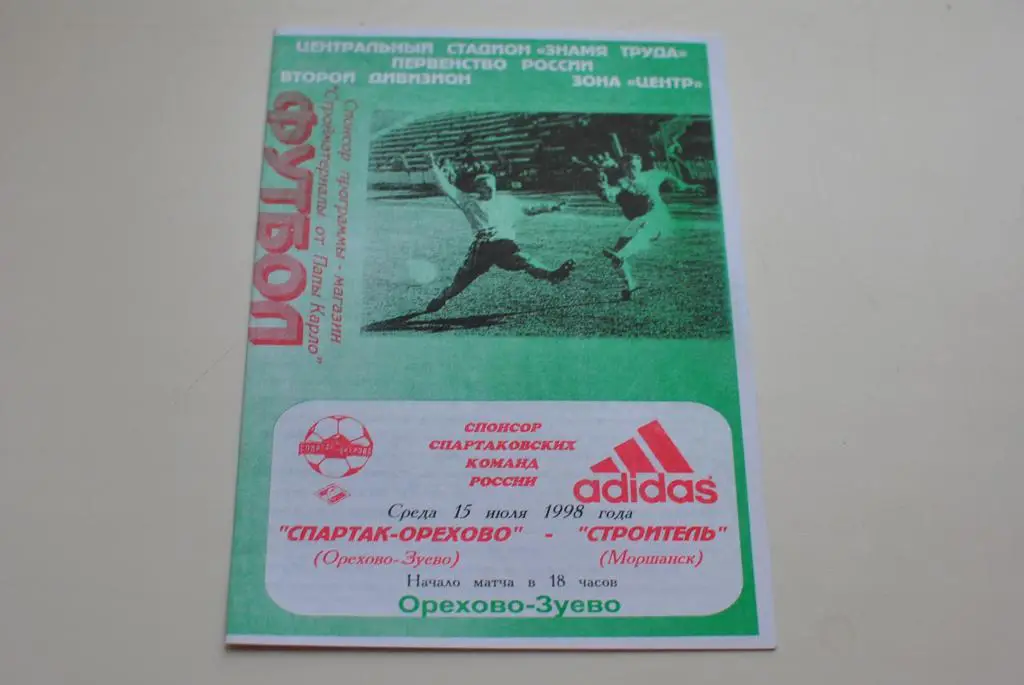 ЦЕНТРАЛЬНЫЙ СТАДИОН «ЗНАМЯ ТРУДА»
ПЕРВЕНСТВО РОССИИ
ВТОРОЙ ДИВИЗИОН ЗОНА «ЦЕНТР»
ФУТБОЛ
Спонсор программы - магазин
"Стройматериалы от Папы Карло"
СПАРТАК-ОРЕХОВО
СПОНСОР
СПАРТАКОВСКИХ
КОМАНД
РОССИИ
adidas
Среда 15 июля 1998 года
"СПАРТАК-ОРЕХОВО" - "СТРОИТЕЛЬ"
(Орехово-Зуево) (Моршанск)
Начало матча в 18 часов
Орехово-Зуево